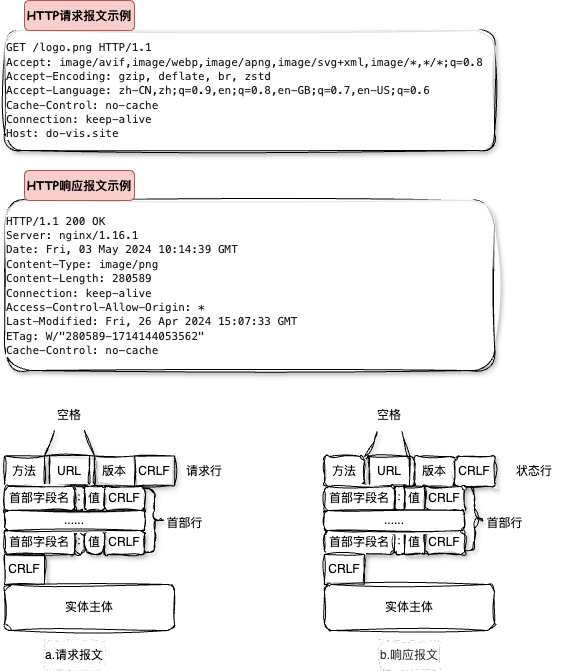 HTTP请求报文示例
GET /logo.png HTTP/1.1
Accept: image/avif,image/webp,image/apng,image/svg+xml,image/*,*/*;q=0.8
Accept-Encoding: gzip, deflate, br, zstd
Accept-Language: zh-CN,zh;q=0.9,en;q=0.8,en-GB;q=0.7,en-US;q=0.6
Cache-Control: no-cache
Connection: keep-alive
Host: do-vis.site
HTTP响应报文示例
HTTP/1.1 200 OK
Server: nginx/1.16.1
Date: Fri, 03 May 2024 10:14:39 GMT
Content-Type: image/png
Content-Length: 280589
Connection: keep-alive
Access-Control-Allow-Origin: *
Last-Modified: Fri, 26 Apr 2024 15:07:33 GMT
ETag: W/"280589-1714144053562"
Cache-Control: no-cache
空格
方法 URL 版本 CRLF 请求行
首部字段名 : 值 CRLF
...... 首部行
首部字段名 : 值 CRLF
CRLF
实体主体
a.请求报文
空格
方法 URL 版本 CRLF 状态行
首部字段名 : 值 CRLF
...... 首部行
首部字段名 : 值 CRLF
CRLF
实体主体
b.响应报文